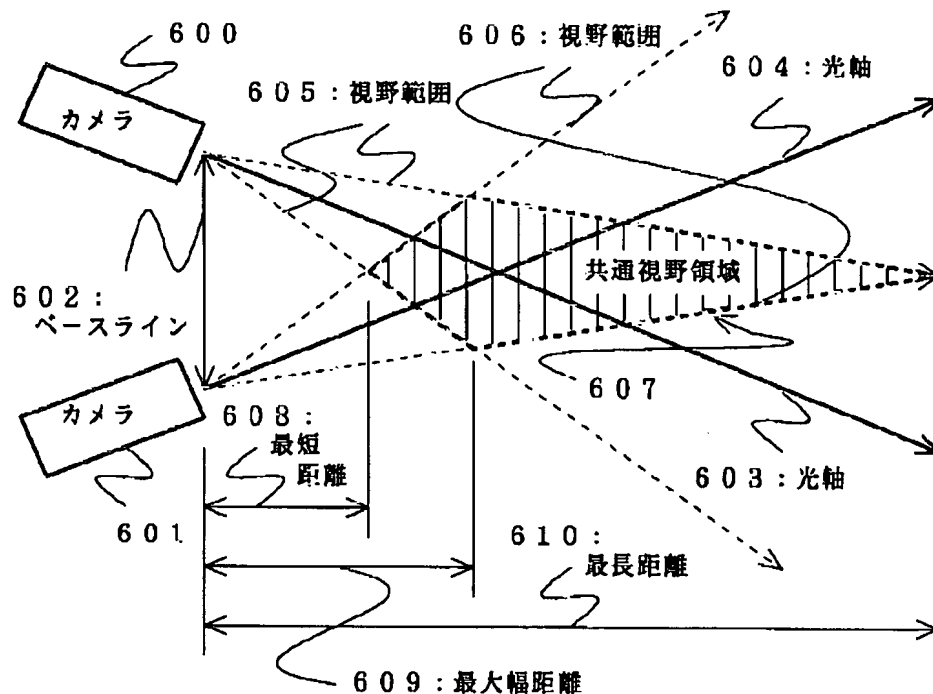 600
606：視野範囲
604：光軸
605：視野範囲
カメラ
共通視野領域
602：
ベースライン
カメラ
607
608：
最短
距離
603：光軸
601
610：
最長距離
609：最大幅距離